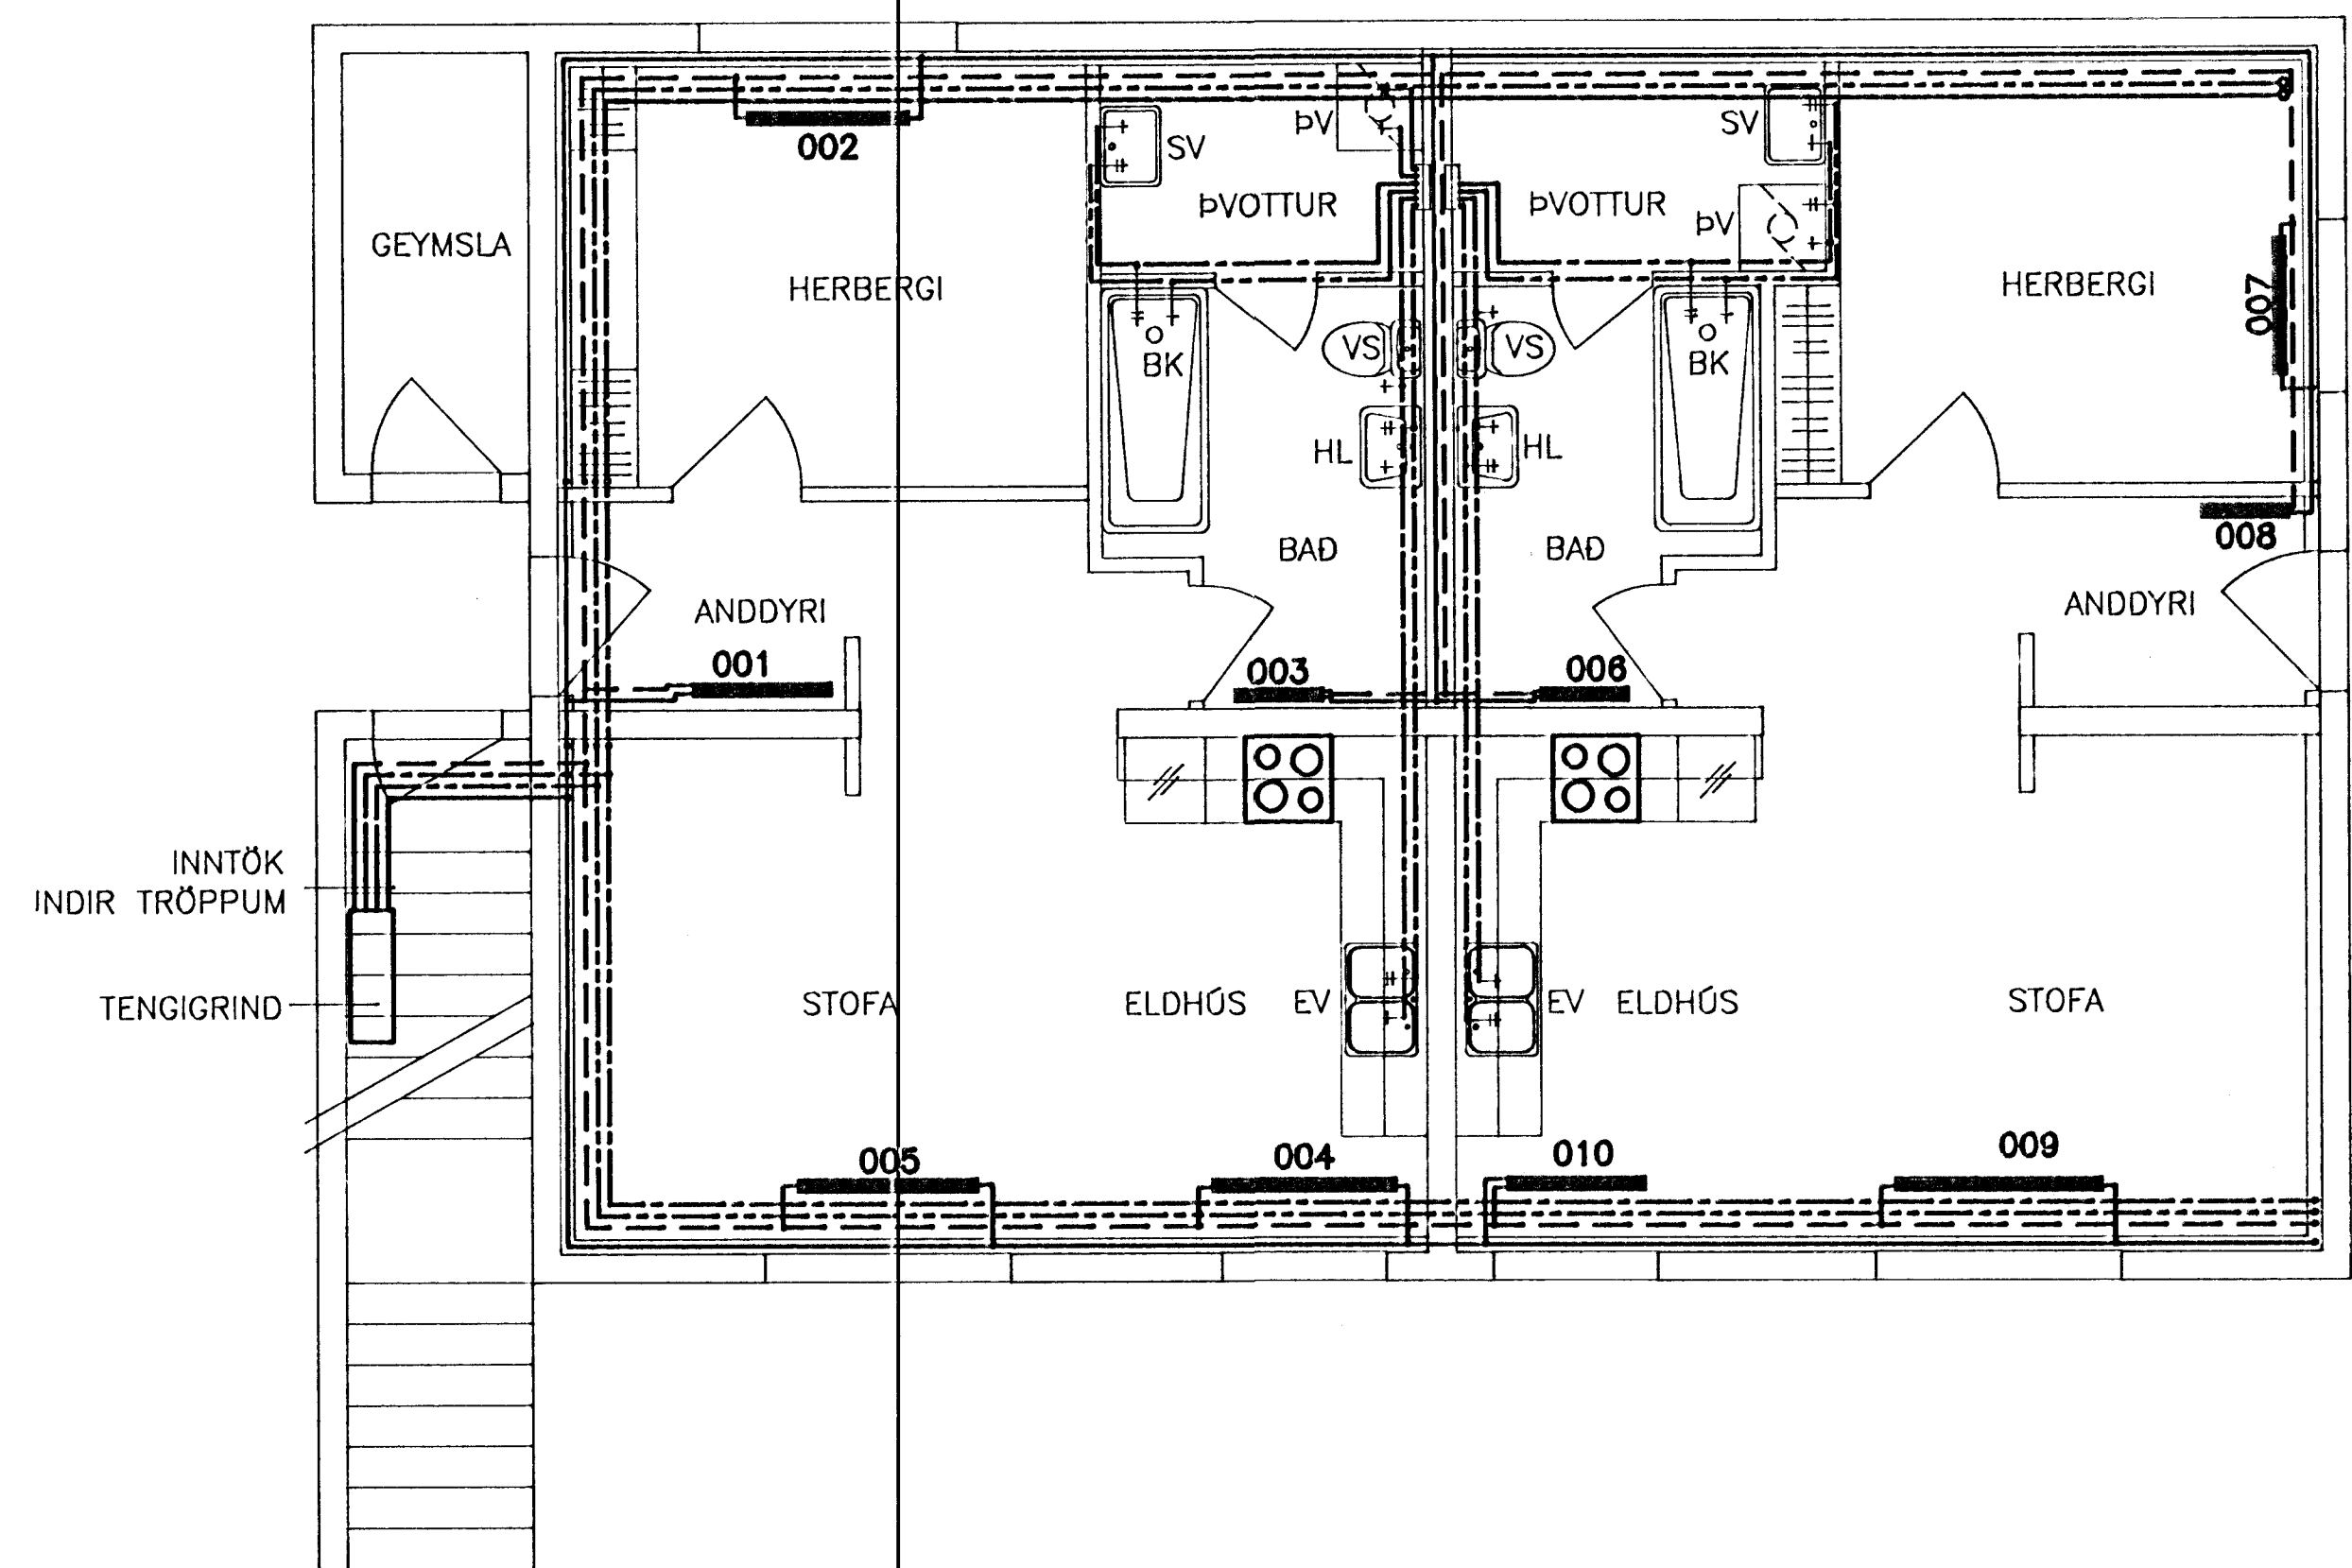 002
SV
ÞV
SV
ÞVOTTUR
ÞVOTTUR
ÞV
GEYMSLA
HERBERGI
HERBERGI
007
VS
VS
BK
BK
HL
HL
008
BAÐ
BAÐ
ANDDYRI
ANDDYRI
001
003
006
INNTÖK
INDIR TRÖPPUM
TENGIGRIND
STOFA
ELDHÚS
EV
EV
ELDHÚS
STOFA
005
004
010
009